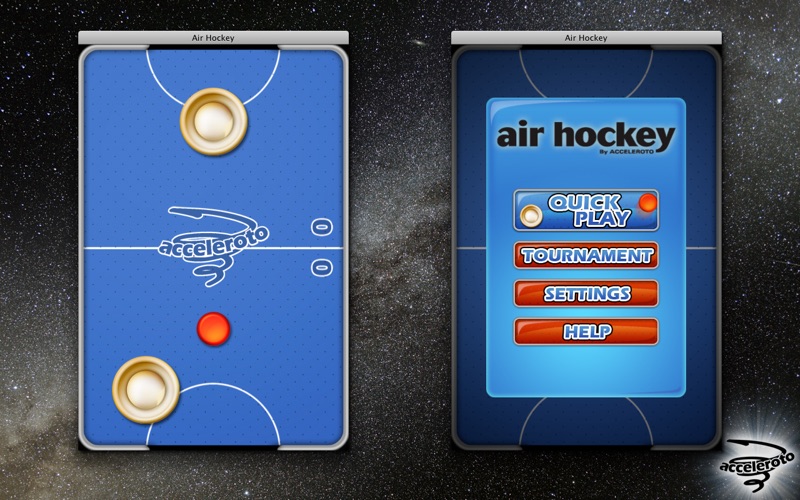 Air Hockey
acceleroto
0
0
Air Hockey
air hockey
By ACCELEROTO
QUICK
PLAY
TOURNAMENT
SETTINGS
HELP
acceleroto